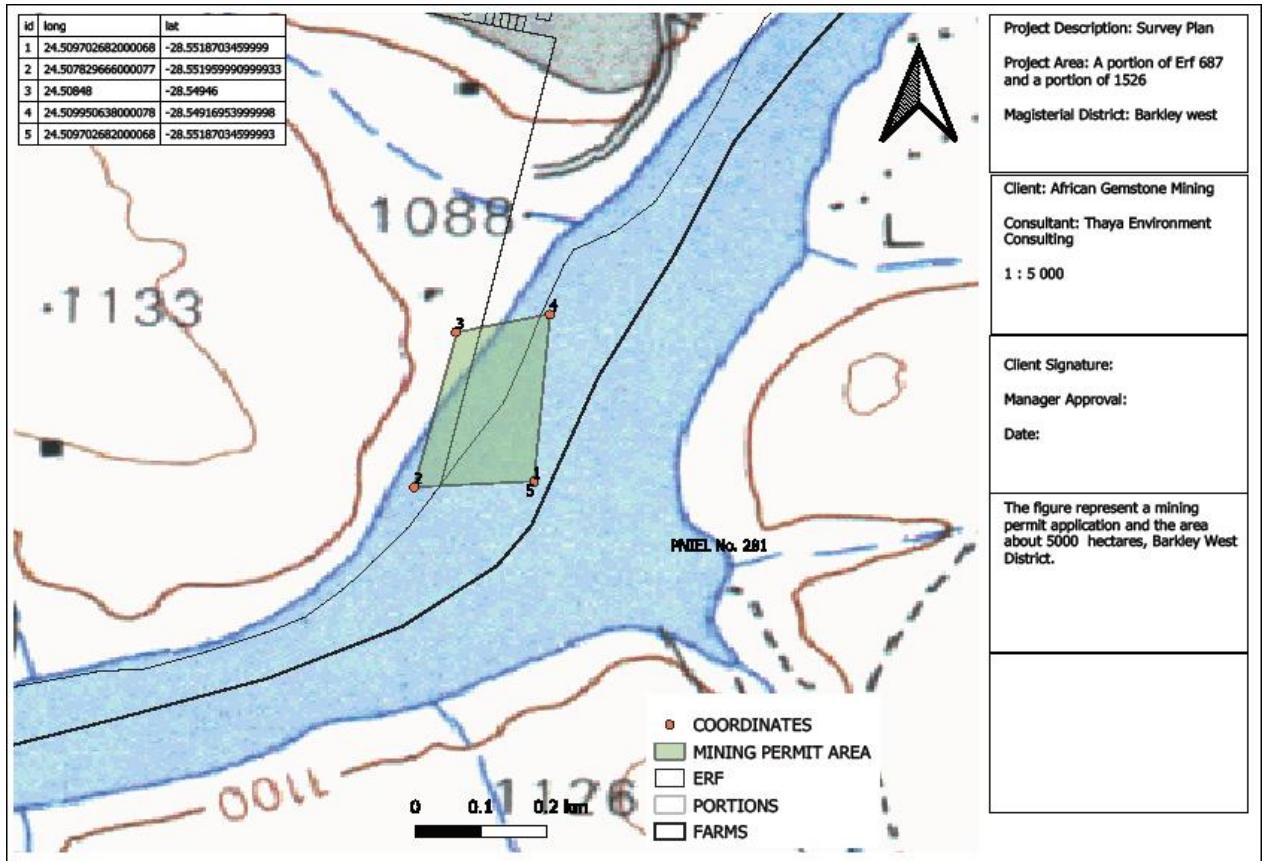 id long lat
1 24.509702682000068 -28.5518703459999
2 24.507829666000077 -28.551959990999933
3 24.50848 -28.54946
4 24.509950638000078 -28.54916953999998
5 24.509702682000068 -28.55187034599993
1088
1133
4
3
2
1
5
PNIEL No. 281
1100
1176
0 0.1 0.2 km
COORDINATES
MINING PERMIT AREA
ERF
PORTIONS
FARMS
Project Description: Survey Plan
Project Area: A portion of Erf 687
and a portion of 1526
Magisterial District: Barkley west
Client: African Gemstone Mining
Consultant: Thaya Environment
Consulting
1 : 5 000
Client Signature:
Manager Approval:
Date:
The figure represent a mining
permit application and the area
about 5000 hectares, Barkley West
District.